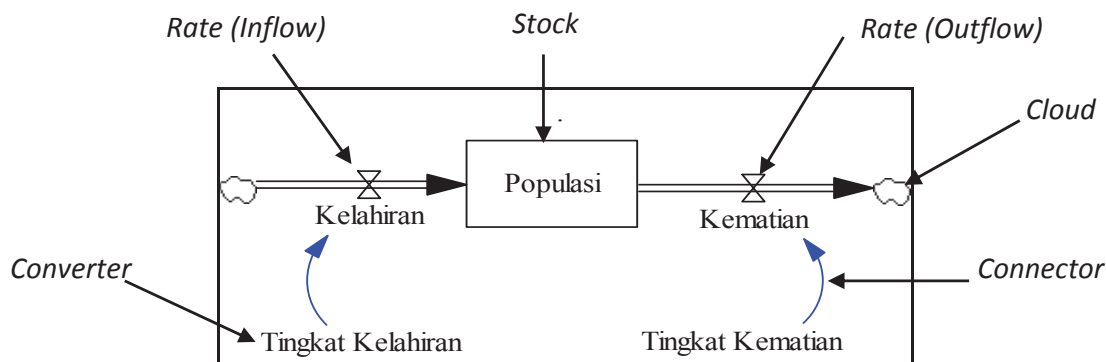 Rate (Inflow)
Stock
Rate (Outflow)
Cloud
Populasi
Kelahiran
Kematian
Converter
Connector
Tingkat Kelahiran
Tingkat Kematian